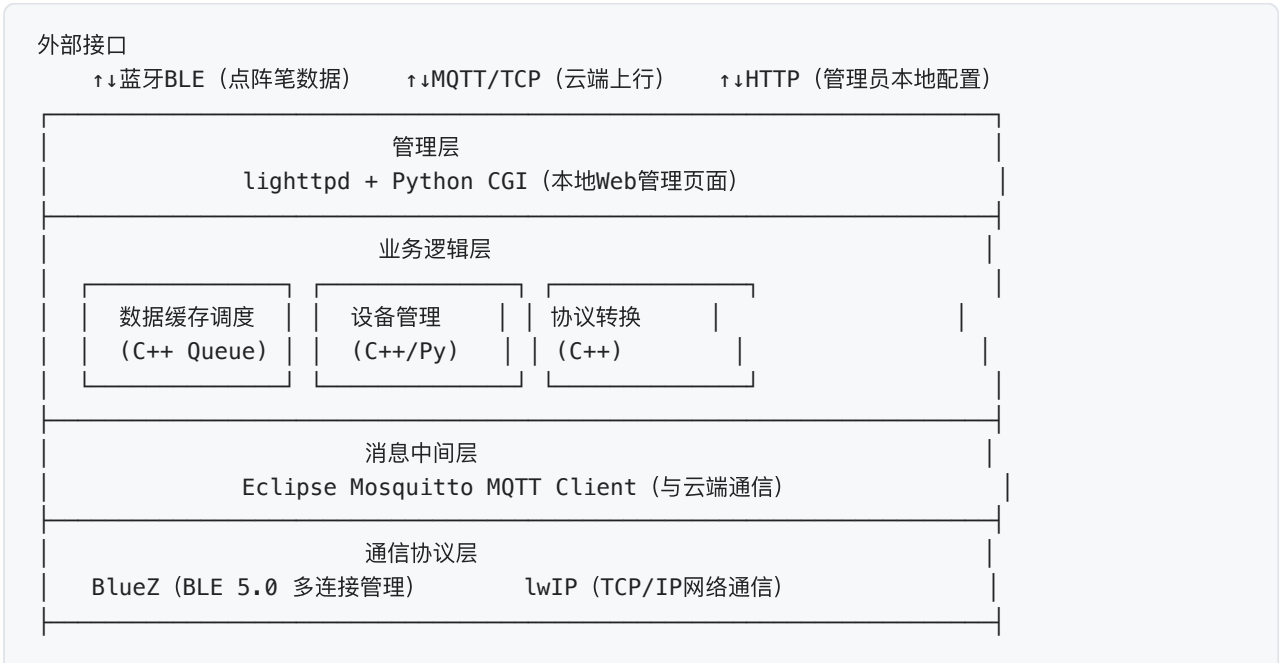 外部接口
↑↓蓝牙BLE（点阵笔数据） ↑↓MQTT/TCP（云端上行） ↑↓HTTP（管理员本地配置）
管理层
lighttpd + Python CGI（本地Web管理页面）
业务逻辑层
数据缓存调度 设备管理 协议转换
(C++ Queue) (C++/Py) (C++)
消息中间层
Eclipse Mosquitto MQTT Client（与云端通信）
通信协议层
BlueZ（BLE 5.0 多连接管理） lwIP（TCP/IP网络通信）